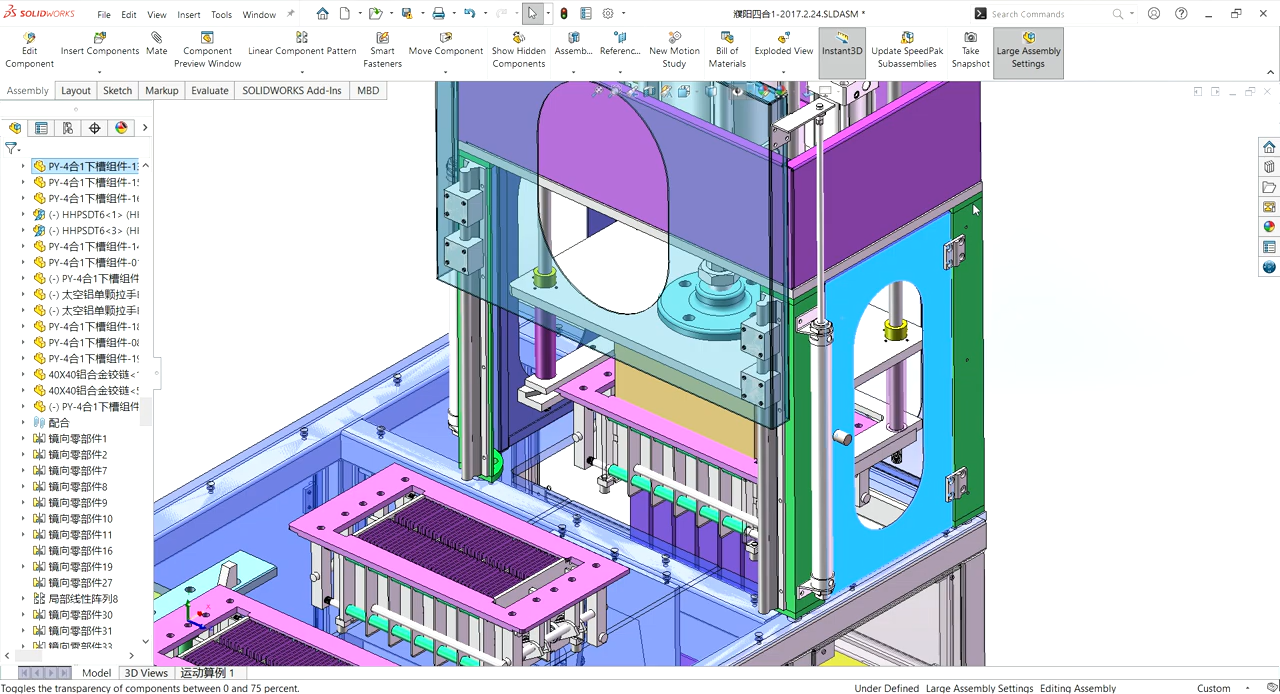 SOLIDWORKS
File Edit View Insert Tools Window
濮阳四合1-2017.2.24.SLDASM *
Search Commands
Edit Component
Insert Components
Mate
Component Preview Window
Linear Component Pattern
Smart Fasteners
Move Component
Show Hidden Components
Assemb...
Referenc...
New Motion Study
Bill of Materials
Exploded View
Instant3D
Update SpeedPak Subassemblies
Take Snapshot
Large Assembly Settings
Assembly Layout Sketch Markup Evaluate SOLIDWORKS Add-Ins MBD
PY-4合1下槽组件-1
PY-4合1下槽组件-1
PY-4合1下槽组件-16
(-) HHPSDT6<1> (H
(-) HHPSDT6<3> (H
PY-4合1下槽组件-14
PY-4合1下槽组件-0
(-) PY-4合1下槽组件
(-) 太空铝单颗拉手
(-) 太空铝单颗拉手
PY-4合1下槽组件-18
PY-4合1下槽组件-08
PY-4合1下槽组件-19
40X40铝合金铰链<
40X40铝合金铰链<
(-) PY-4合1下槽组件
配合
镜向零部件1
镜向零部件2
镜向零部件7
镜向零部件8
镜向零部件9
镜向零部件10
镜向零部件11
镜向零部件16
镜向零部件19
镜向零部件27
局部线性阵列8
镜向零部件30
镜向零部件31
镜向零部件33
Model 3D Views 运动算例 1
Toggles the transparency of components between 0 and 75 percent.
Under Defined Large Assembly Settings Editing Assembly Custom